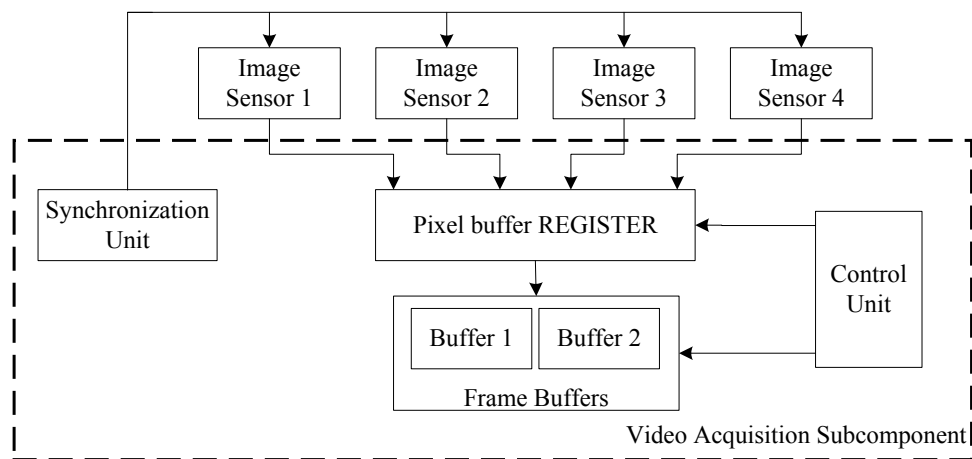 Image
Sensor 1
Image
Sensor 2
Image
Sensor 3
Image
Sensor 4
Synchronization
Unit
Pixel buffer REGISTER
Control
Unit
Buffer 1
Buffer 2
Frame Buffers
Video Acquisition Subcomponent